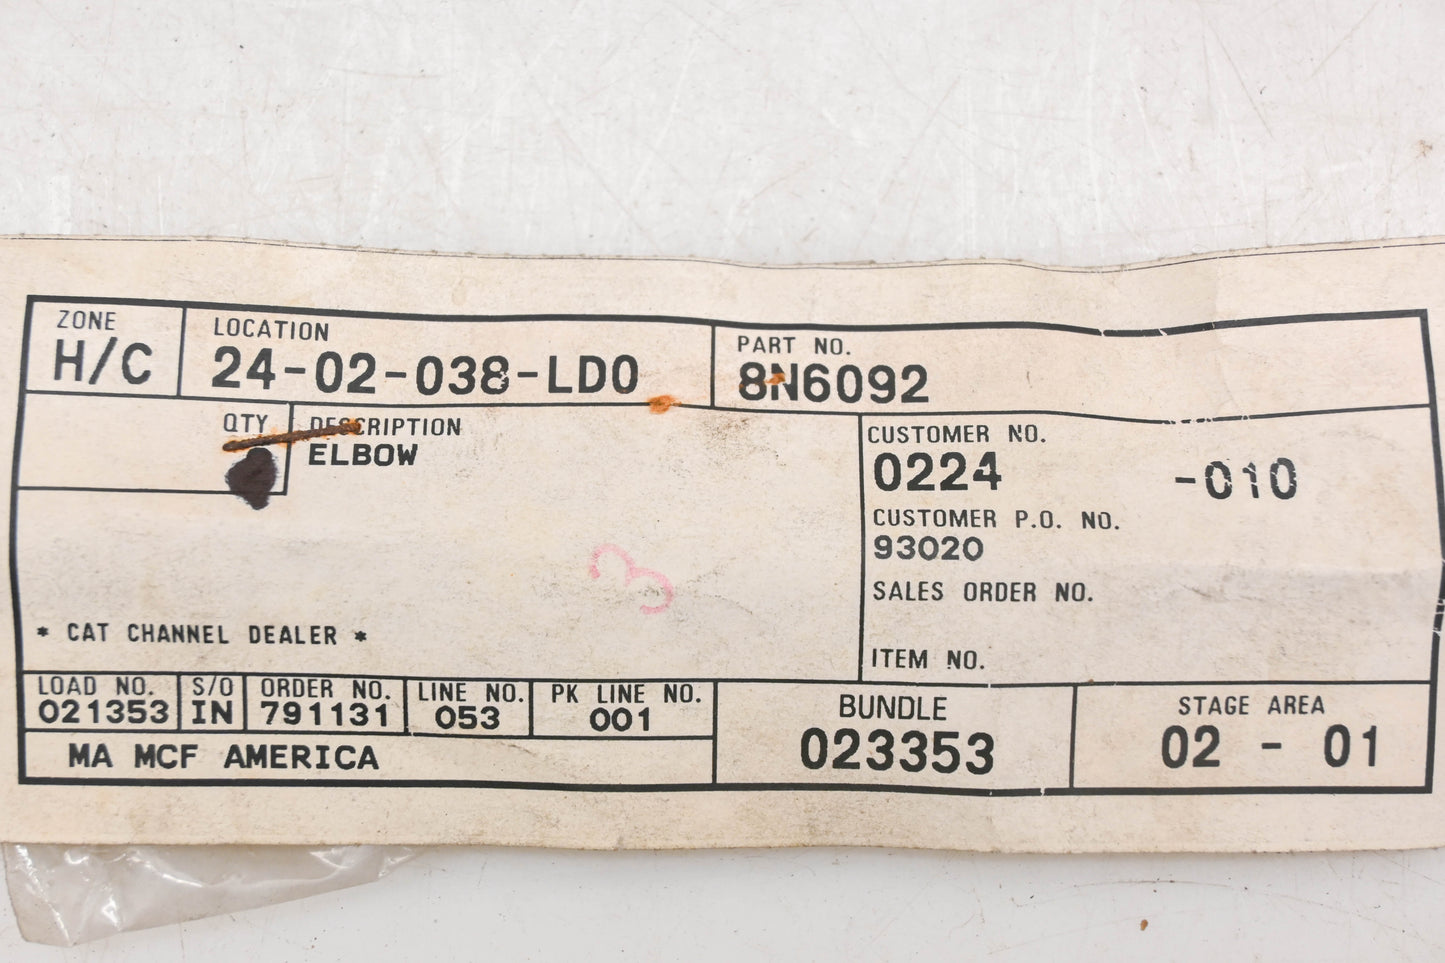 ZONE
H/C
LOCATION
24-02-038-LD0
PART NO.
8N6092
QTY
DESCRIPTION
ELBOW
CUSTOMER NO.
0224 -010
CUSTOMER P.O. NO.
93020
SALES ORDER NO.
ITEM NO.
* CAT CHANNEL DEALER *
LOAD NO.
021353
S/O
IN
ORDER NO.
791131
LINE NO.
053
PK LINE NO.
001
MA MCF AMERICA
BUNDLE
023353
STAGE AREA
02 - 01